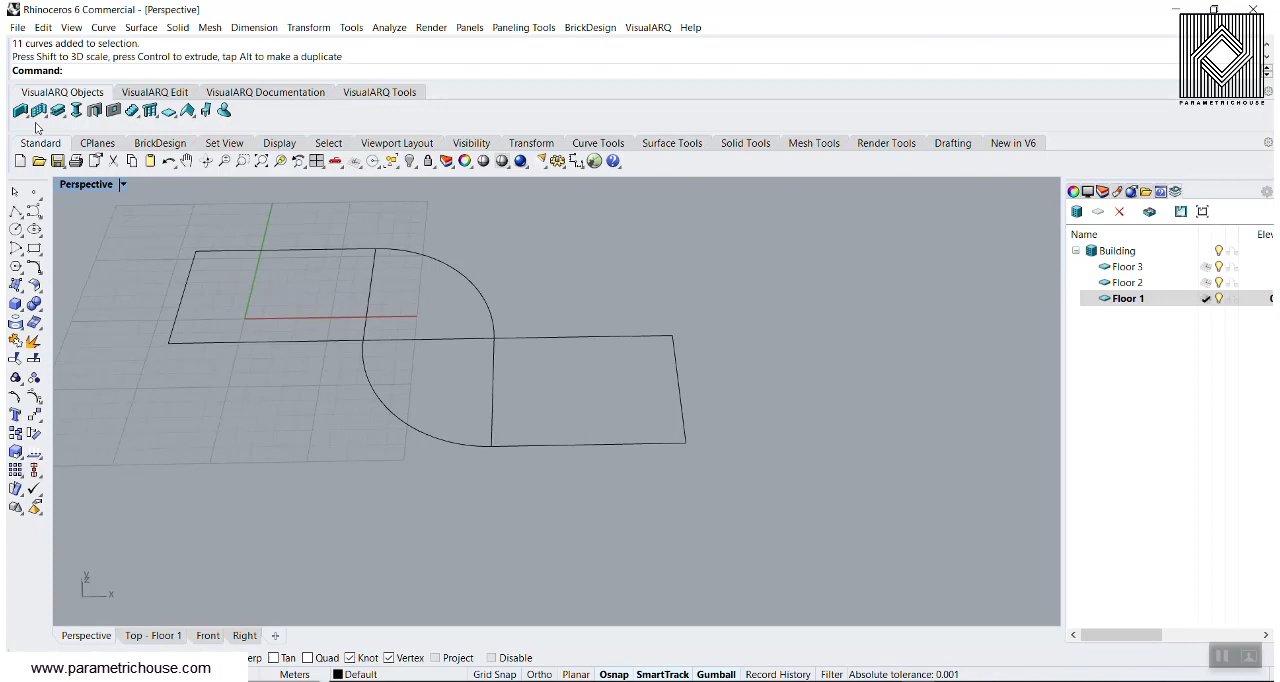 Rhinoceros 6 Commercial - [Perspective]
File Edit View Curve Surface Solid Mesh Dimension Transform Tools Analyze Render Panels Paneling Tools BrickDesign VisualARQ Help
11 curves added to selection.
Press Shift to 3D scale, press Control to extrude, tap Alt to make a duplicate
Command:
PARAMETRICHOUSE
VisualARQ Objects VisualARQ Edit VisualARQ Documentation VisualARQ Tools
Standard CPlanes BrickDesign Set View Display Select Viewport Layout Visibility Transform Curve Tools Surface Tools Solid Tools Mesh Tools Render Tools Drafting New in V6
Perspective
Name Elev
Building
Floor 3
Floor 2
Floor 1
y
z
x
Perspective Top - Floor 1 Front Right
erp Tan Quad Knot Vertex Project Disable
www.parametrichouse.com
Meters Default Grid Snap Ortho Planar Osnap SmartTrack Gumball Record History Filter Absolute tolerance: 0.001